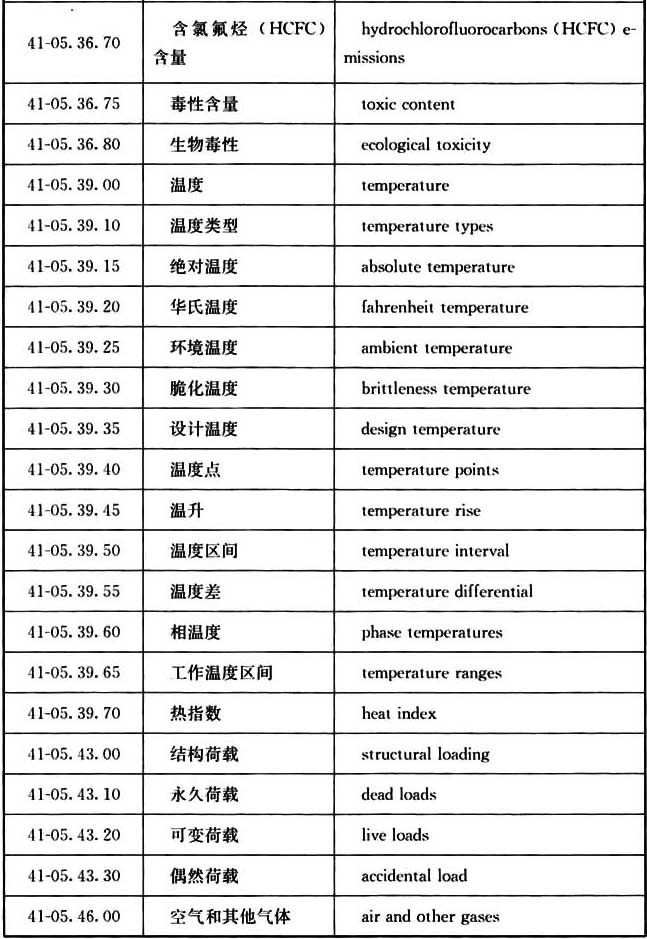 41-05.36.70 含氯氟烃（HCFC） hydrochlorofluorocarbons（HCFC）e-
含量 missions
41-05.36.75 毒性含量 toxic content
41-05.36.80 生物毒性 ecological toxicity
41-05.39.00 温度 temperature
41-05.39.10 温度类型 temperature types
41-05.39.15 绝对温度 absolute temperature
41-05.39.20 华氏温度 fahrenheit temperature
41-05.39.25 环境温度 ambient temperature
41-05.39.30 脆化温度 brittleness temperature
41-05.39.35 设计温度 design temperature
41-05.39.40 温度点 temperature points
41-05.39.45 温升 temperature rise
41-05.39.50 温度区间 temperature interval
41-05.39.55 温度差 temperature differential
41-05.39.60 相温度 phase temperatures
41-05.39.65 工作温度区间 temperature ranges
41-05.39.70 热指数 heat index
41-05.43.00 结构荷载 structural loading
41-05.43.10 永久荷载 dead loads
41-05.43.20 可变荷载 live loads
41-05.43.30 偶然荷载 accidental load
41-05.46.00 空气和其他气体 air and other gases